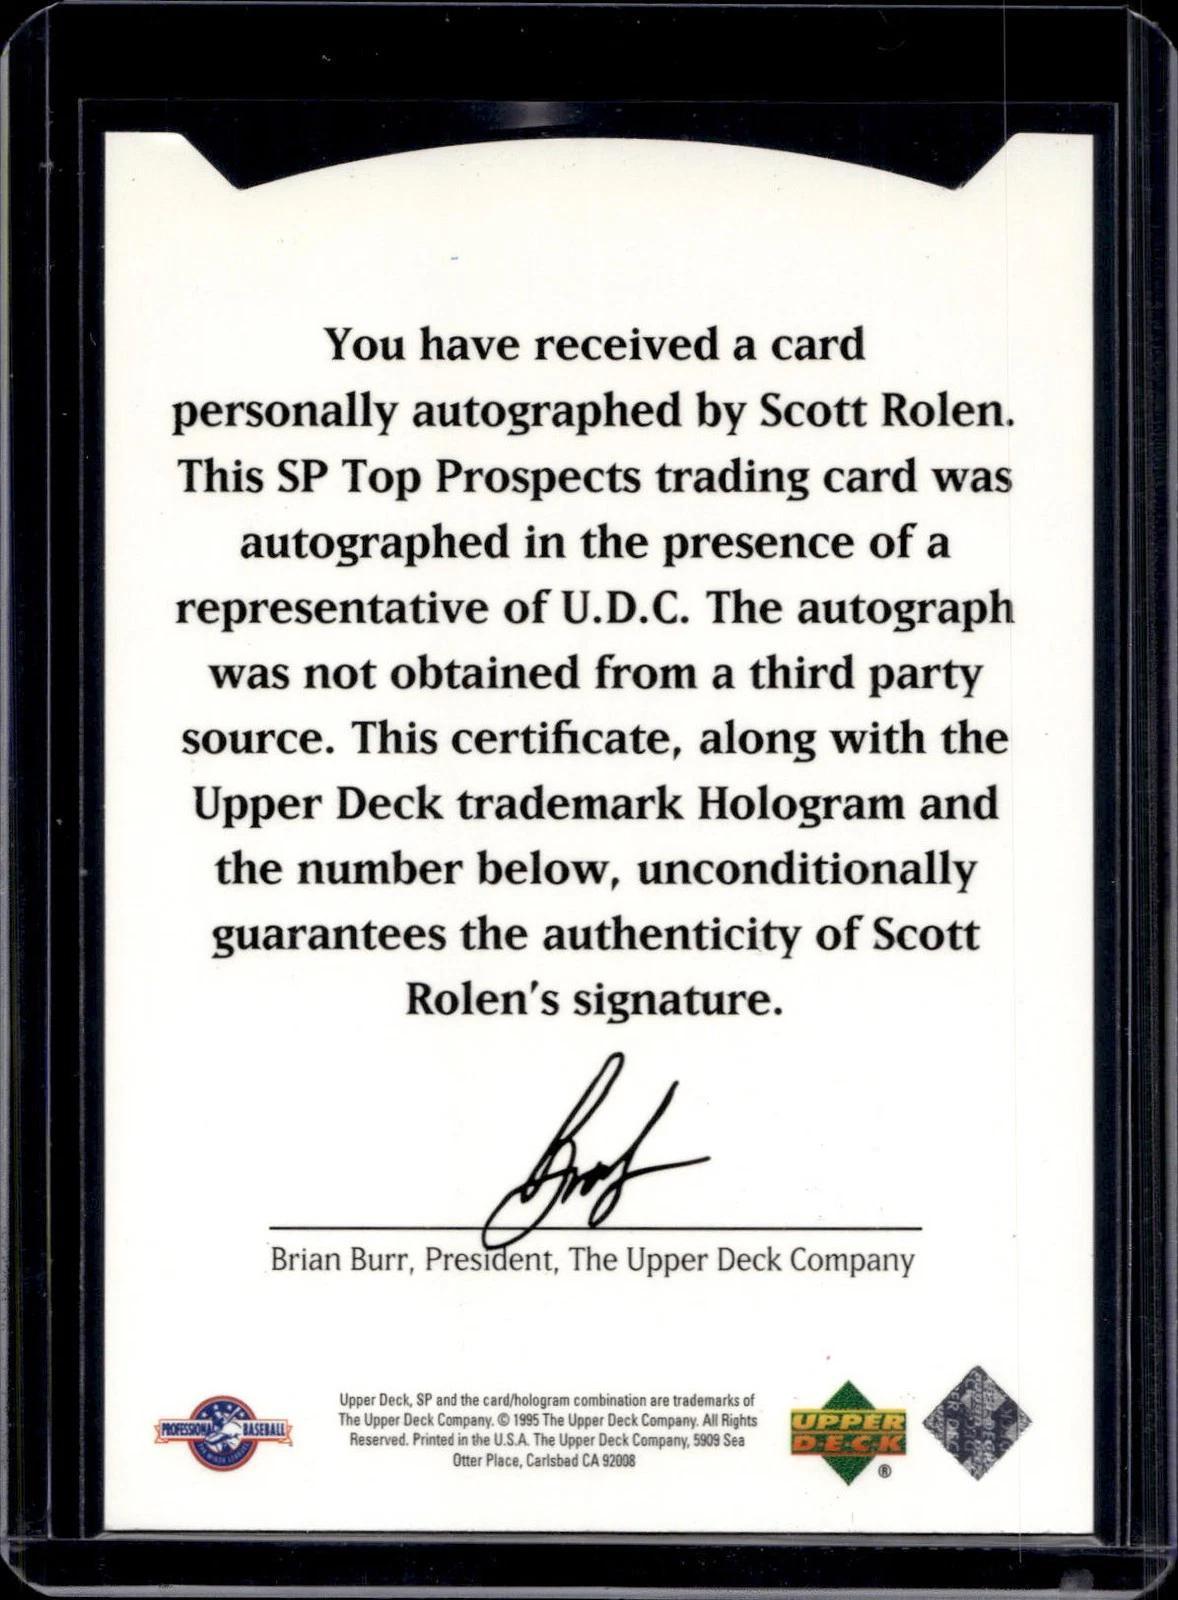 You have received a card
personally autographed by Scott Rolen.
This SP Top Prospects trading card was
autographed in the presence of a
representative of U.D.C. The autograph
was not obtained from a third party
source. This certificate, along with the
Upper Deck trademark Hologram and
the number below, unconditionally
guarantees the authenticity of Scott
Rolen's signature.
Brian Burr, President, The Upper Deck Company
Upper Deck, SP and the card/hologram combination are trademarks of
The Upper Deck Company. © 1995 The Upper Deck Company. All Rights
Reserved. Printed in the U.S.A. The Upper Deck Company, 5909 Sea
Otter Place, Carlsbad CA 92008
PROFESSIONAL BASEBALL
UPPER
DECK
®